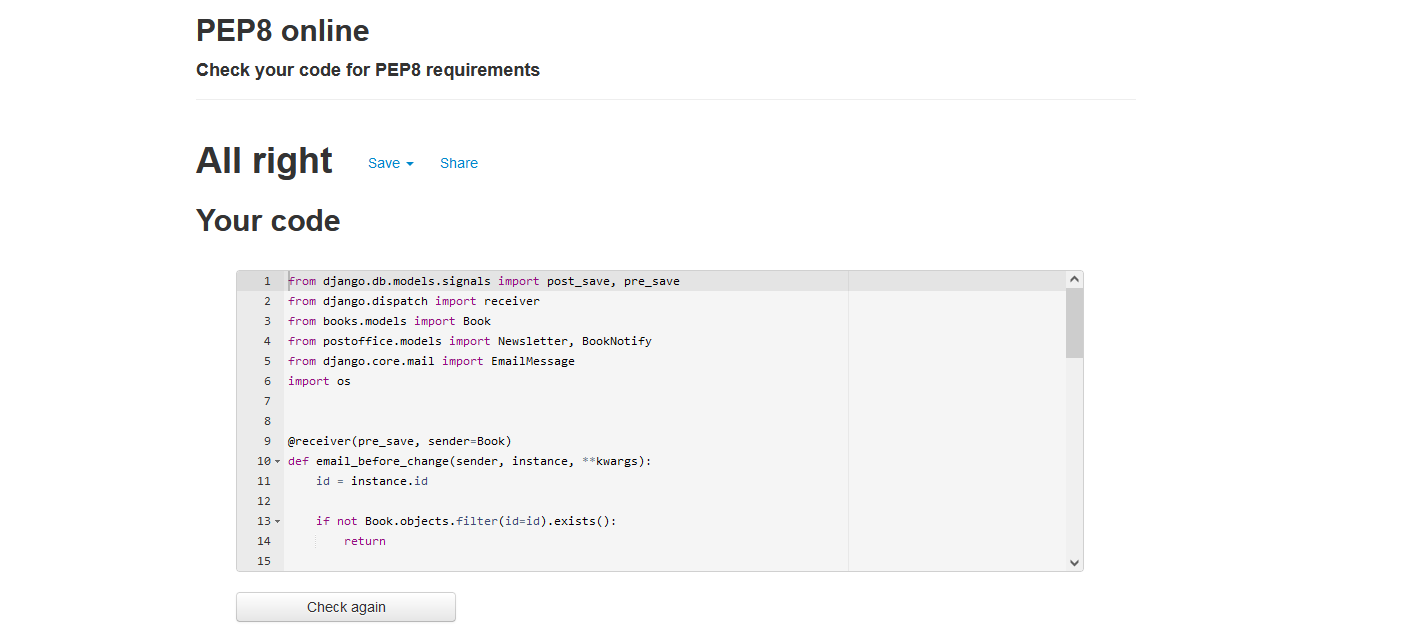 PEP8 online
Check your code for PEP8 requirements
All right Save Share
Your code
1 from django.db.models.signals import post_save, pre_save
2 from django.dispatch import receiver
3 from books.models import Book
4 from postoffice.models import Newsletter, BookNotify
5 from django.core.mail import EmailMessage
6 import os
7
8
9 @receiver(pre_save, sender=Book)
10 def email_before_change(sender, instance, **kwargs):
11     id = instance.id
12
13     if not Book.objects.filter(id=id).exists():
14         return
15
Check again